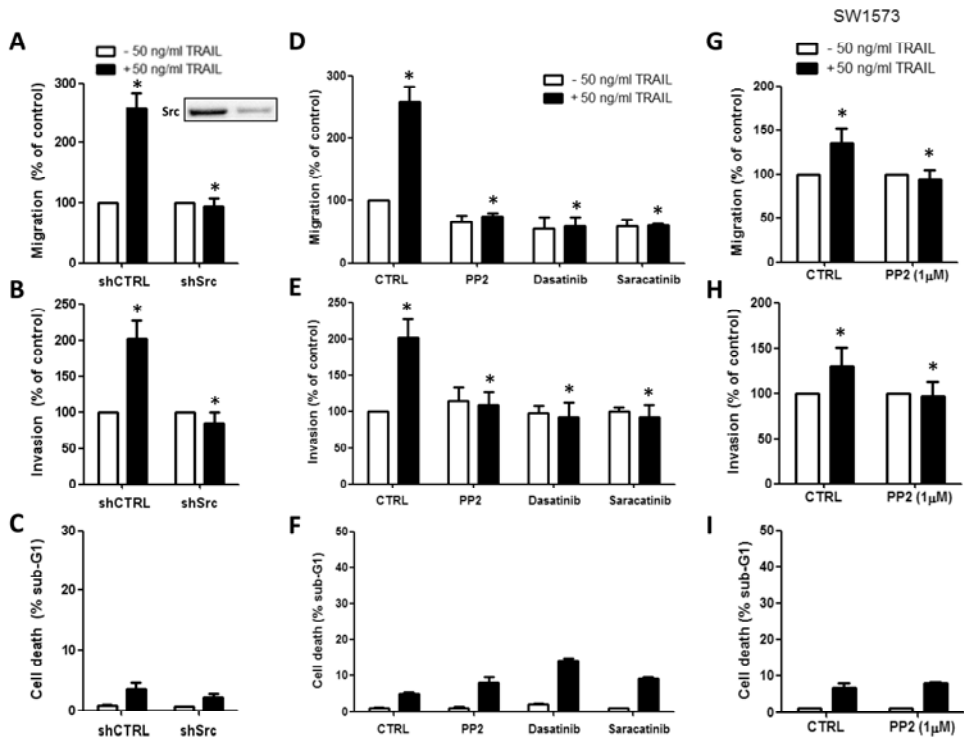 SW1573
A
- 50 ng/ml TRAIL
+ 50 ng/ml TRAIL
Migration (% of control)
300
200
100
0
*
*
Src
shCTRL
shSrc
D
- 50 ng/ml TRAIL
+ 50 ng/ml TRAIL
Migration (% of control)
300
200
100
0
*
*
*
*
CTRL
PP2
Dasatinib
Saracatinib
G
- 50 ng/ml TRAIL
+ 50 ng/ml TRAIL
Migration (% of control)
200
150
100
50
0
*
*
CTRL
PP2 (1µM)
B
Invasion (% of control)
250
200
150
100
50
0
*
*
shCTRL
shSrc
E
Invasion (% of control)
250
200
150
100
50
0
*
*
*
*
CTRL
PP2
Dasatinib
Saracatinib
H
Invasion (% of control)
200
150
100
50
0
*
*
CTRL
PP2 (1µM)
C
Cell death (% sub-G1)
30
20
10
0
shCTRL
shSrc
F
Cell death (% sub-G1)
50
40
30
20
10
0
CTRL
PP2
Dasatinib
Saracatinib
I
Cell death (% sub-G1)
50
40
30
20
10
0
CTRL
PP2 (1µM)